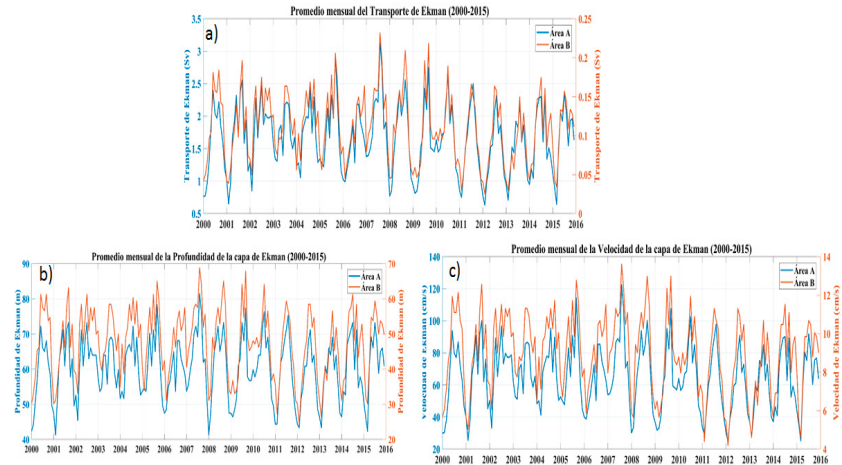 Promedio mensual del Transporte de Ekman (2000-2015)
a)
Área A
Área B
Transporte de Ekman (Sv)
3.5
3
2.5
2
1.5
1
0.5
Transporte de Ekman (Sv)
0.25
0.2
0.15
0.1
0.05
0
2000 2001 2002 2003 2004 2005 2006 2007 2008 2009 2010 2011 2012 2013 2014 2015 2016
Promedio mensual de la Profundidad de la capa de Ekman (2000-2015)
b)
Área A
Área B
Profundidad de Ekman (m)
90
80
70
60
50
40
Profundidad de Ekman (m)
70
60
50
40
30
20
2000 2001 2002 2003 2004 2005 2006 2007 2008 2009 2010 2011 2012 2013 2014 2015 2016
Promedio mensual de la Velocidad de la capa de Ekman (2000-2015)
c)
Área A
Área B
Velocidad de Ekman (cm/s)
140
120
100
80
60
40
20
Velocidad de Ekman (cm/s)
14
12
10
8
6
4
2000 2001 2002 2003 2004 2005 2006 2007 2008 2009 2010 2011 2012 2013 2014 2015 2016